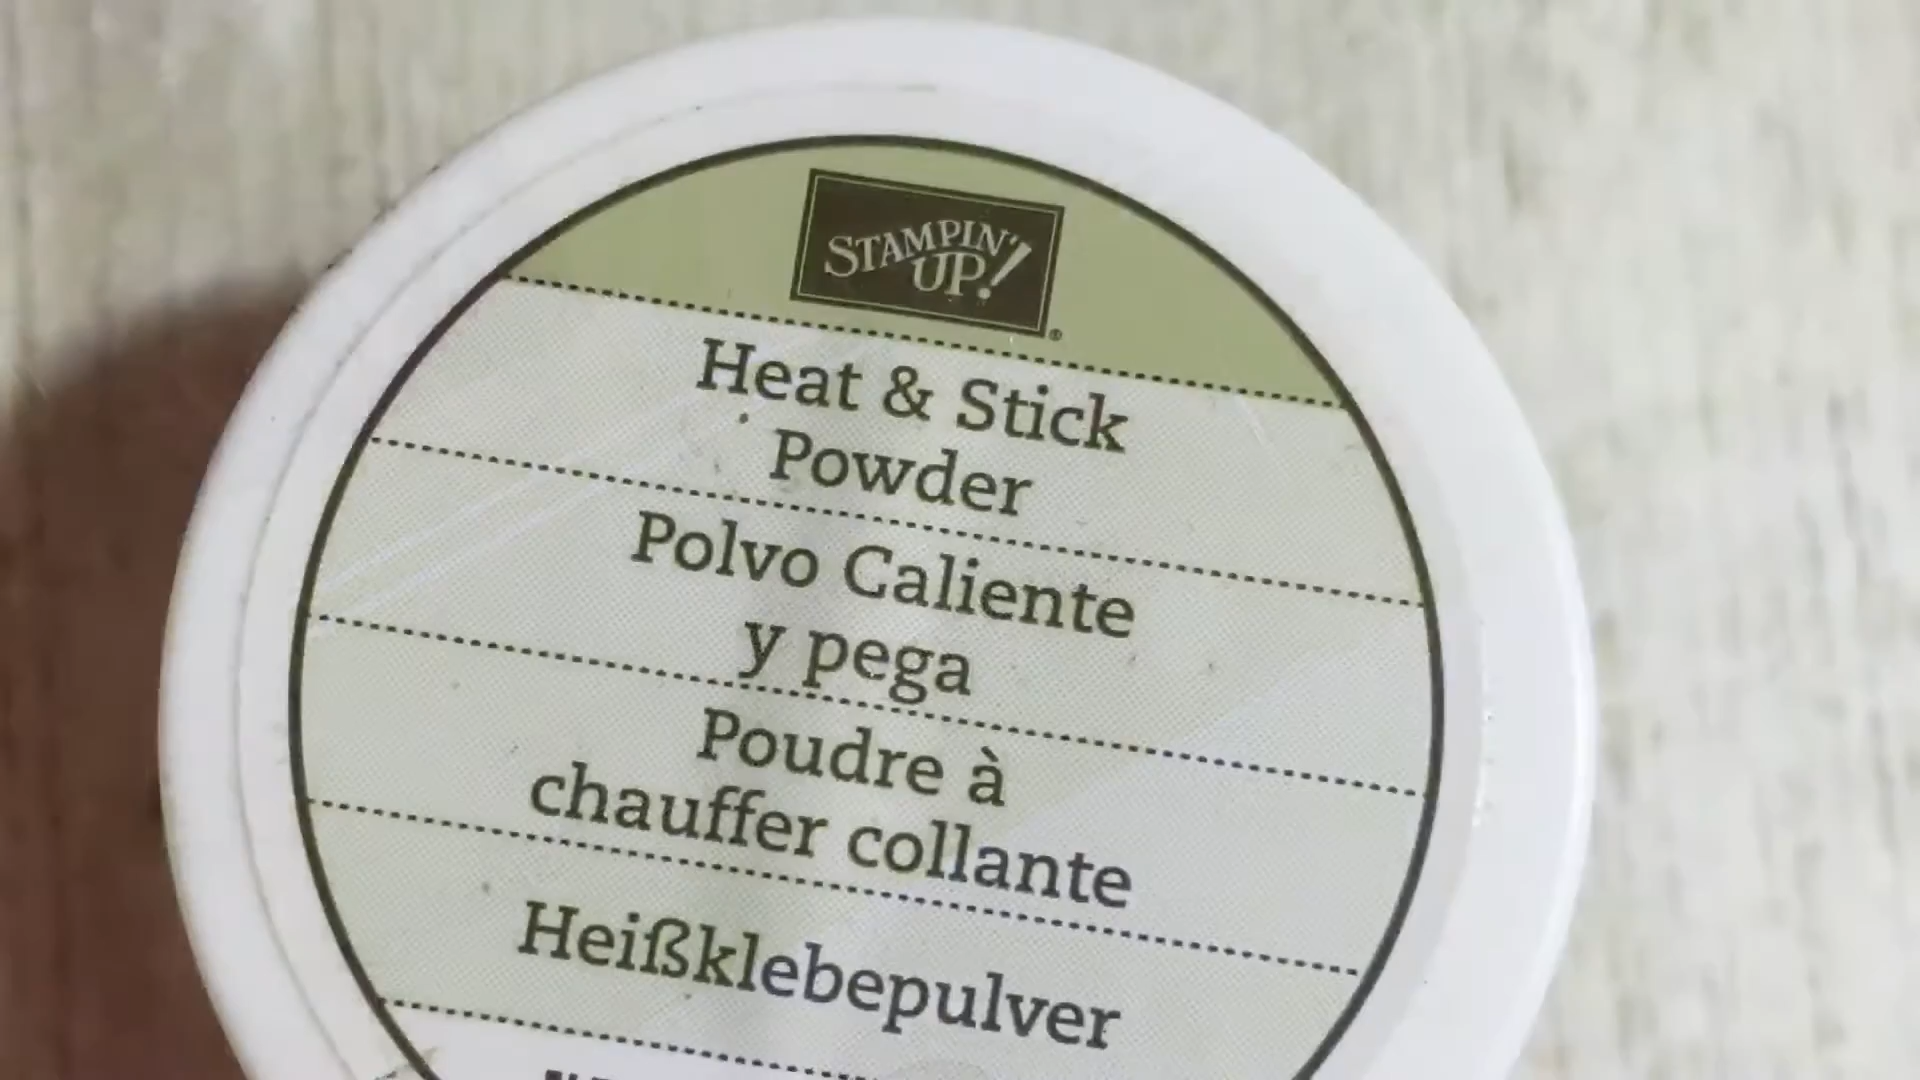 STAMPIN'
UP!
®
Heat & Stick
Powder
Polvo Caliente
y pega
Poudre à
chauffer collante
Heißklebepulver